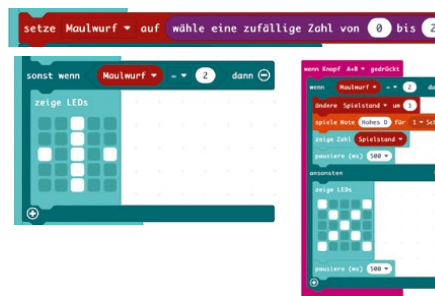 setze Maulwurf auf wähle eine zufällige Zahl von 0 bis 2
sonst wenn Maulwurf = 2 dann
zeige LEDs
wenn Knopf A+B gedrückt
wenn Maulwurf = 2
ändere Spielstand um 1
spiele Note Hohes D für 1
zeige Zahl Spielstand
pausiere (ms) 500
ansonsten
zeige LEDs
pausiere (ms) 500